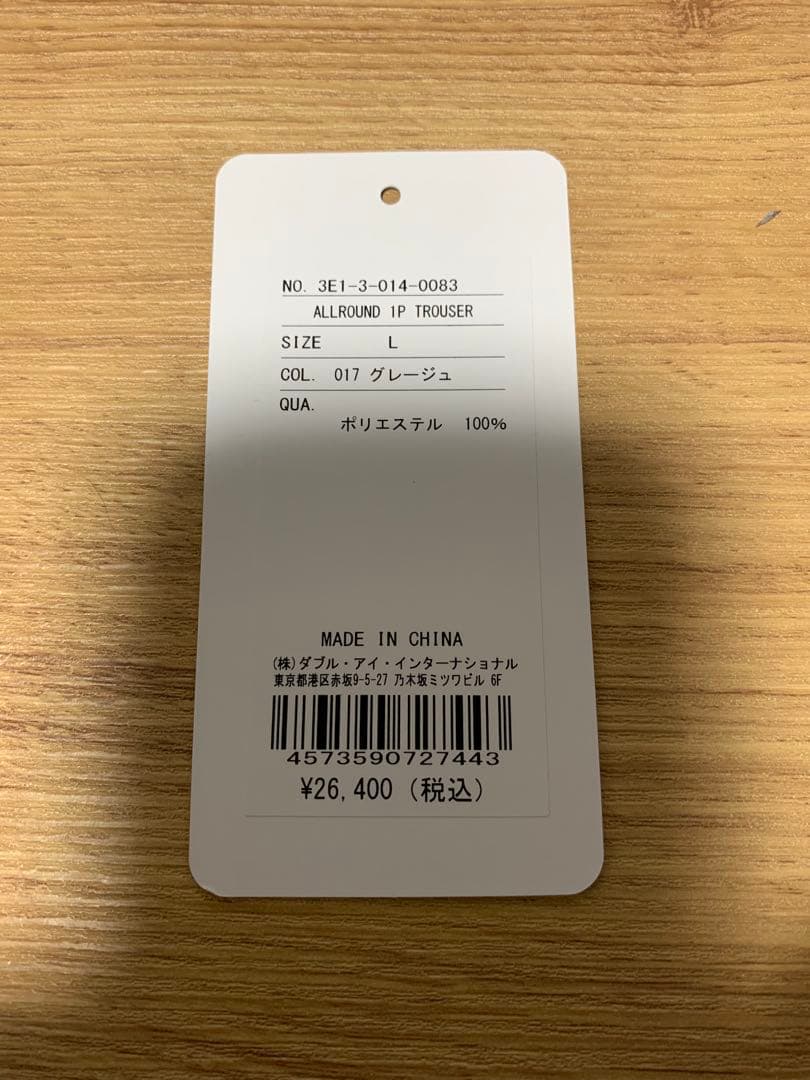 NO. 3E1-3-014-0083
ALLROUND 1P TROUSER
SIZE L
COL. 017 グレージュ
QUA.
ポリエステル 100%
MADE IN CHINA
(株)ダブル・アイ・インターナショナル
東京都港区赤坂9-5-27 乃木坂ミツワビル 6F
4573590727443
¥26,400 (税込)